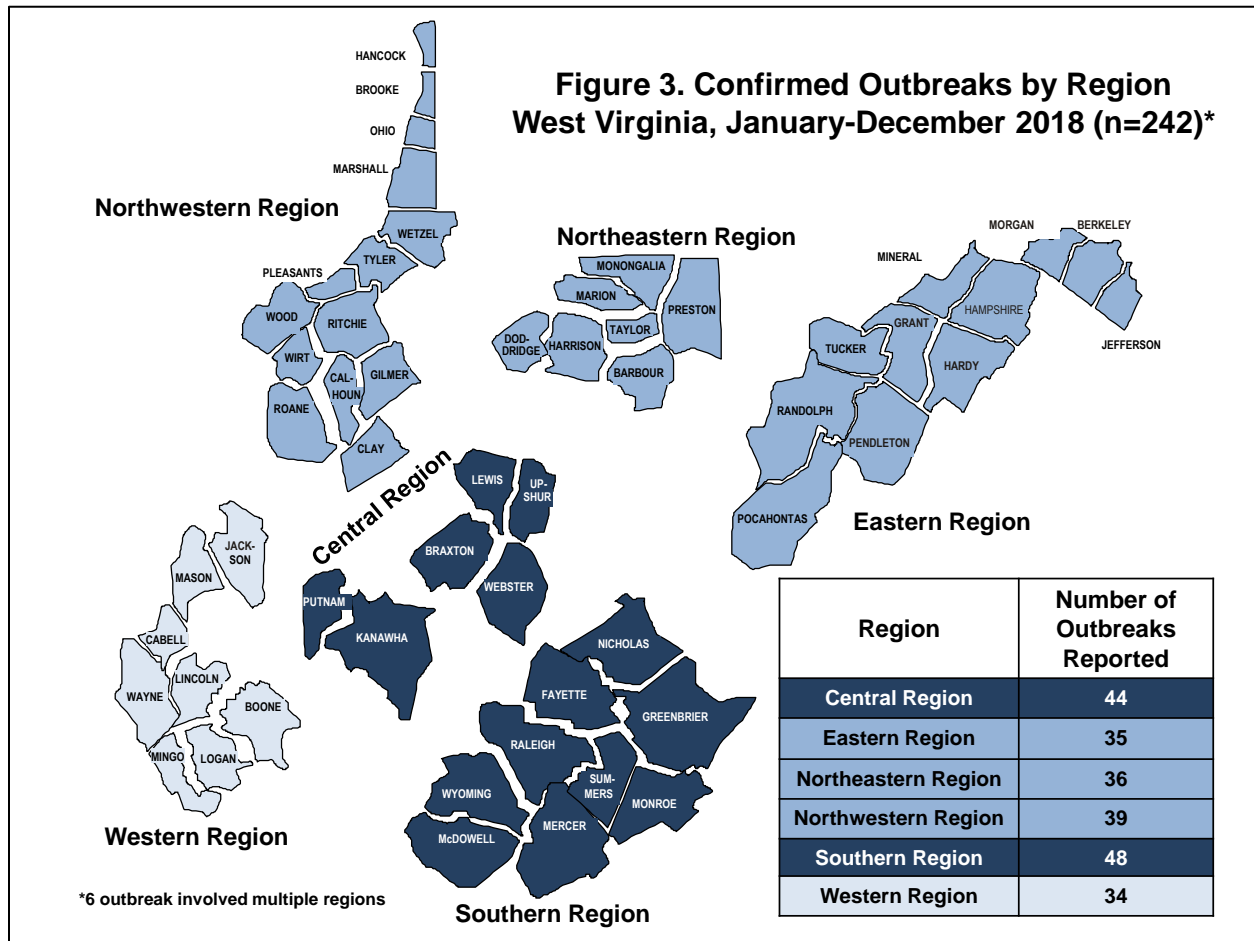 Figure 3. Confirmed Outbreaks by Region
West Virginia, January-December 2018 (n=242)*
HANCOCK
BROOKE
OHIO
MARSHALL
Northwestern Region
WETZEL
TYLER
PLEASANTS
WOOD
RITCHIE
WIRT
CAL-
HOUN
GILMER
ROANE
CLAY
Northeastern Region
MONONGALIA
MARION
PRESTON
TAYLOR
DOD-
DRIDGE
HARRISON
BARBOUR
MORGAN
BERKELEY
MINERAL
HAMPSHIRE
GRANT
JEFFERSON
TUCKER
HARDY
RANDOLPH
PENDLETON
POCAHONTAS
Eastern Region
Central Region
LEWIS
UP-
SHUR
BRAXTON
WEBSTER
PUTNAM
KANAWHA
JACK-
SON
MASON
CABELL
LINCOLN
WAYNE
BOONE
MINGO
LOGAN
Western Region
NICHOLAS
FAYETTE
GREENBRIER
RALEIGH
SUM-
MERS
WYOMING
MONROE
MERCER
McDOWELL
Southern Region
*6 outbreak involved multiple regions
Region
Number of
Outbreaks
Reported
Central Region 44
Eastern Region 35
Northeastern Region 36
Northwestern Region 39
Southern Region 48
Western Region 34